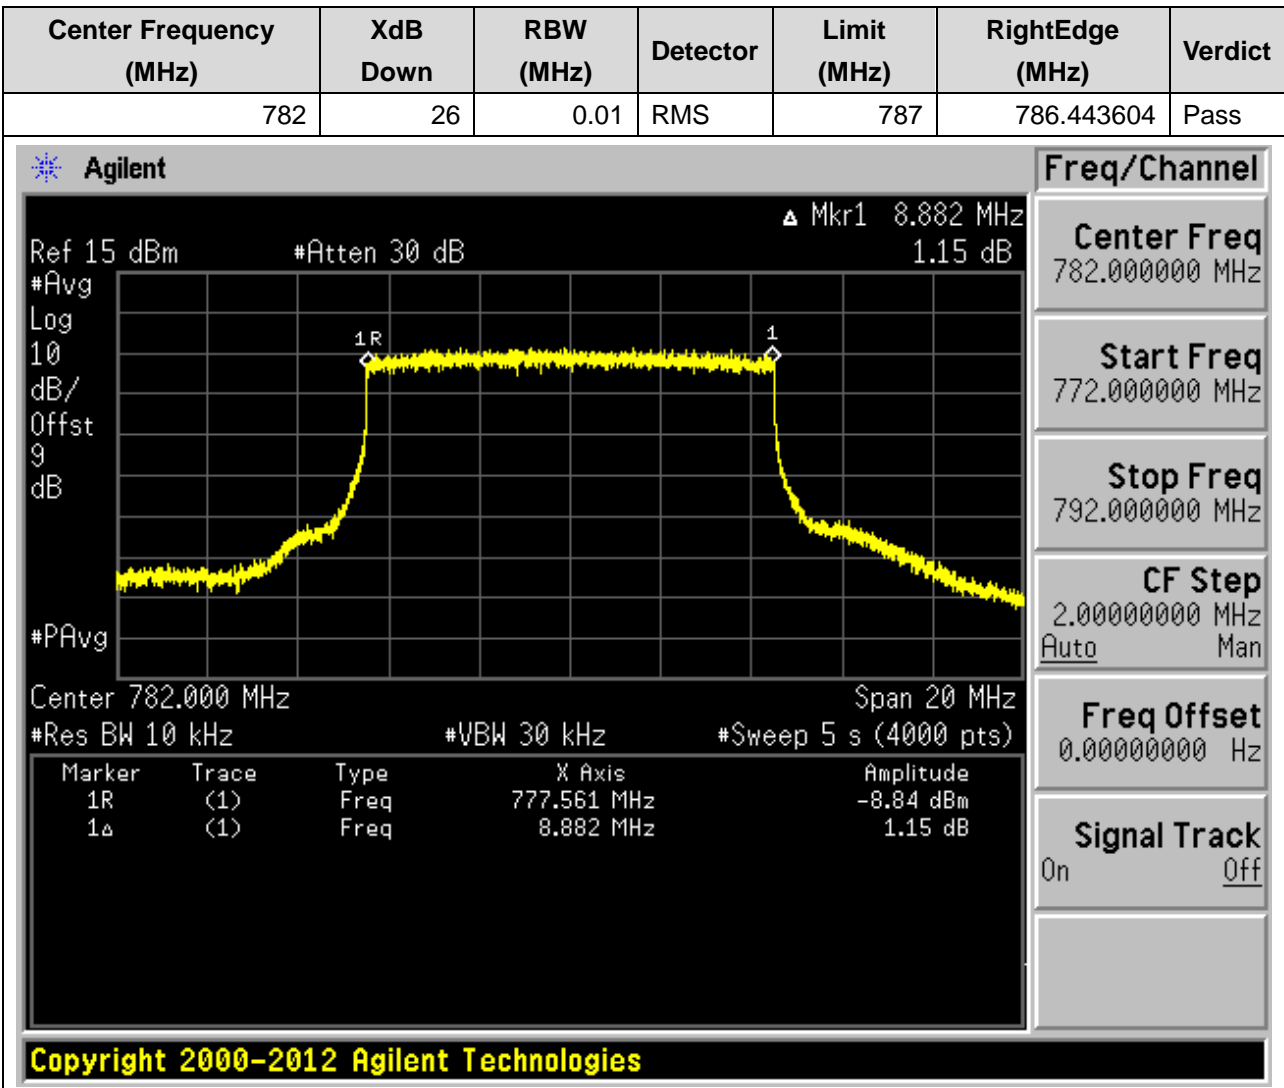 Center Frequency (MHz) XdB Down RBW (MHz) Detector Limit (MHz) RightEdge (MHz) Verdict
782 26 0.01 RMS 787 786.443604 Pass
Agilent
Freq/Channel
Δ Mkr1 8.882 MHz
Ref 15 dBm #Atten 30 dB 1.15 dB
#Avg
Log
10
dB/
Offst
9
dB
1R
1
#PAvg
Center 782.000 MHz Span 20 MHz
#Res BW 10 kHz #VBW 30 kHz #Sweep 5 s (4000 pts)
Marker Trace Type X Axis Amplitude
1R (1) Freq 777.561 MHz -8.84 dBm
1Δ (1) Freq 8.882 MHz 1.15 dB
Center Freq
782.000000 MHz
Start Freq
772.000000 MHz
Stop Freq
792.000000 MHz
CF Step
2.00000000 MHz
Auto Man
Freq Offset
0.00000000 Hz
Signal Track
On Off
Copyright 2000-2012 Agilent Technologies